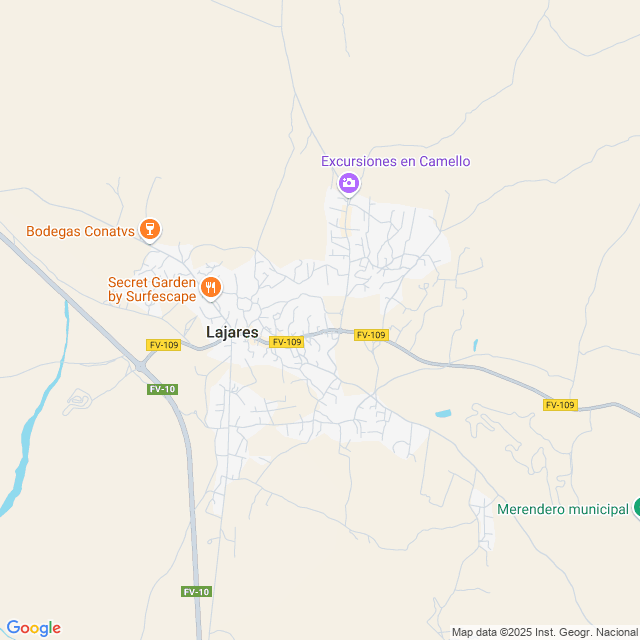 Excursiones en Camello
Bodegas Conatvs
Secret Garden
by Surfescape
Lajares
FV-109
FV-109
FV-109
FV-10
FV-109
Merendero municipal
FV-10
Google
Map data ©2025 Inst. Geogr. Nacional